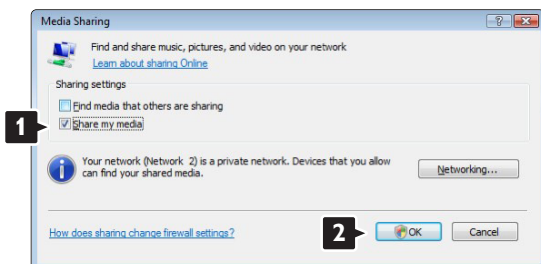 Media Sharing
Find and share music, pictures, and video on your network
Learn about sharing Online
Sharing settings
Find media that others are sharing
1
Share my media
Your network (Network 2) is a private network. Devices that you allow
can find your shared media.
Networking...
How does sharing change firewall settings?
2
OK
Cancel